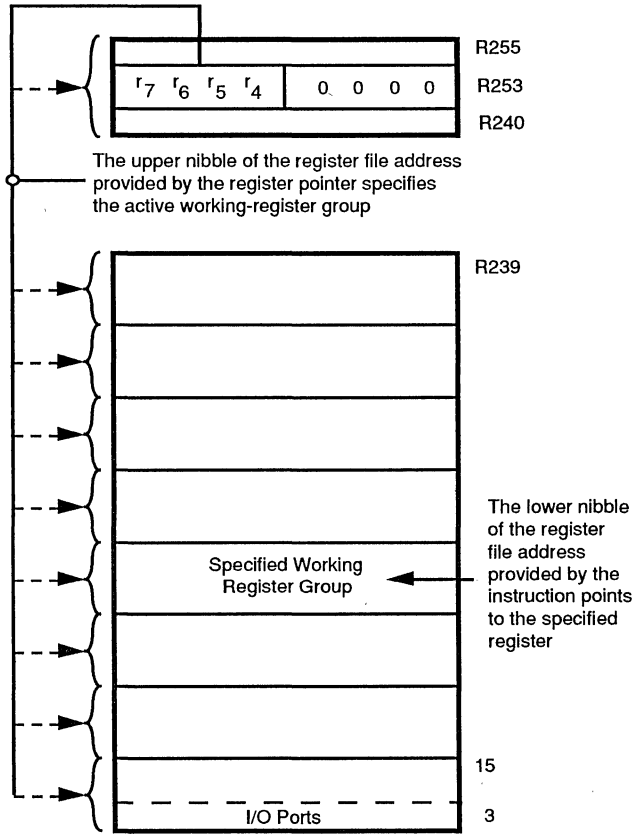 R255
r7 r6 r5 r4 0 0 0 0 R253
R240
The upper nibble of the register file address
provided by the register pointer specifies
the active working-register group
R239
The lower nibble
of the register
file address
provided by the
instruction points
to the specified
register
Specified Working
Register Group
15
I/O Ports 3